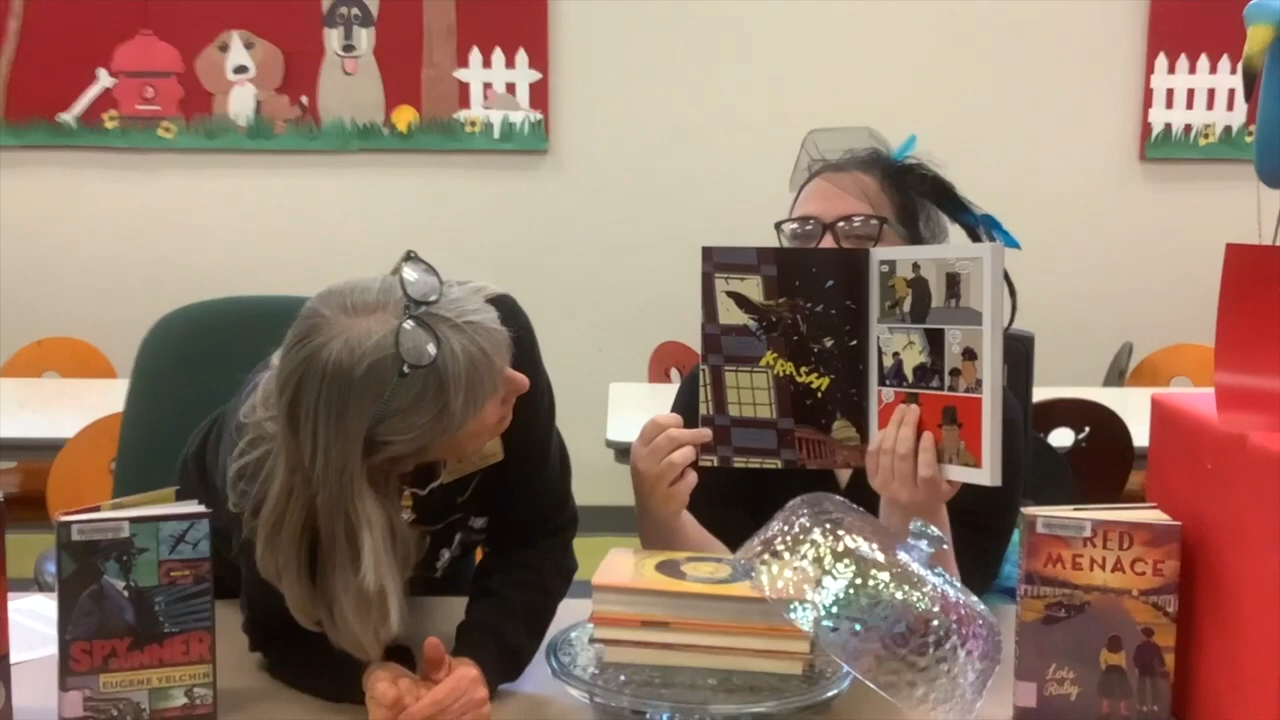 KRASH!
SPY
RUNNER
EUGENE YELCHIN
RED
MENACE
Lois
Ruby